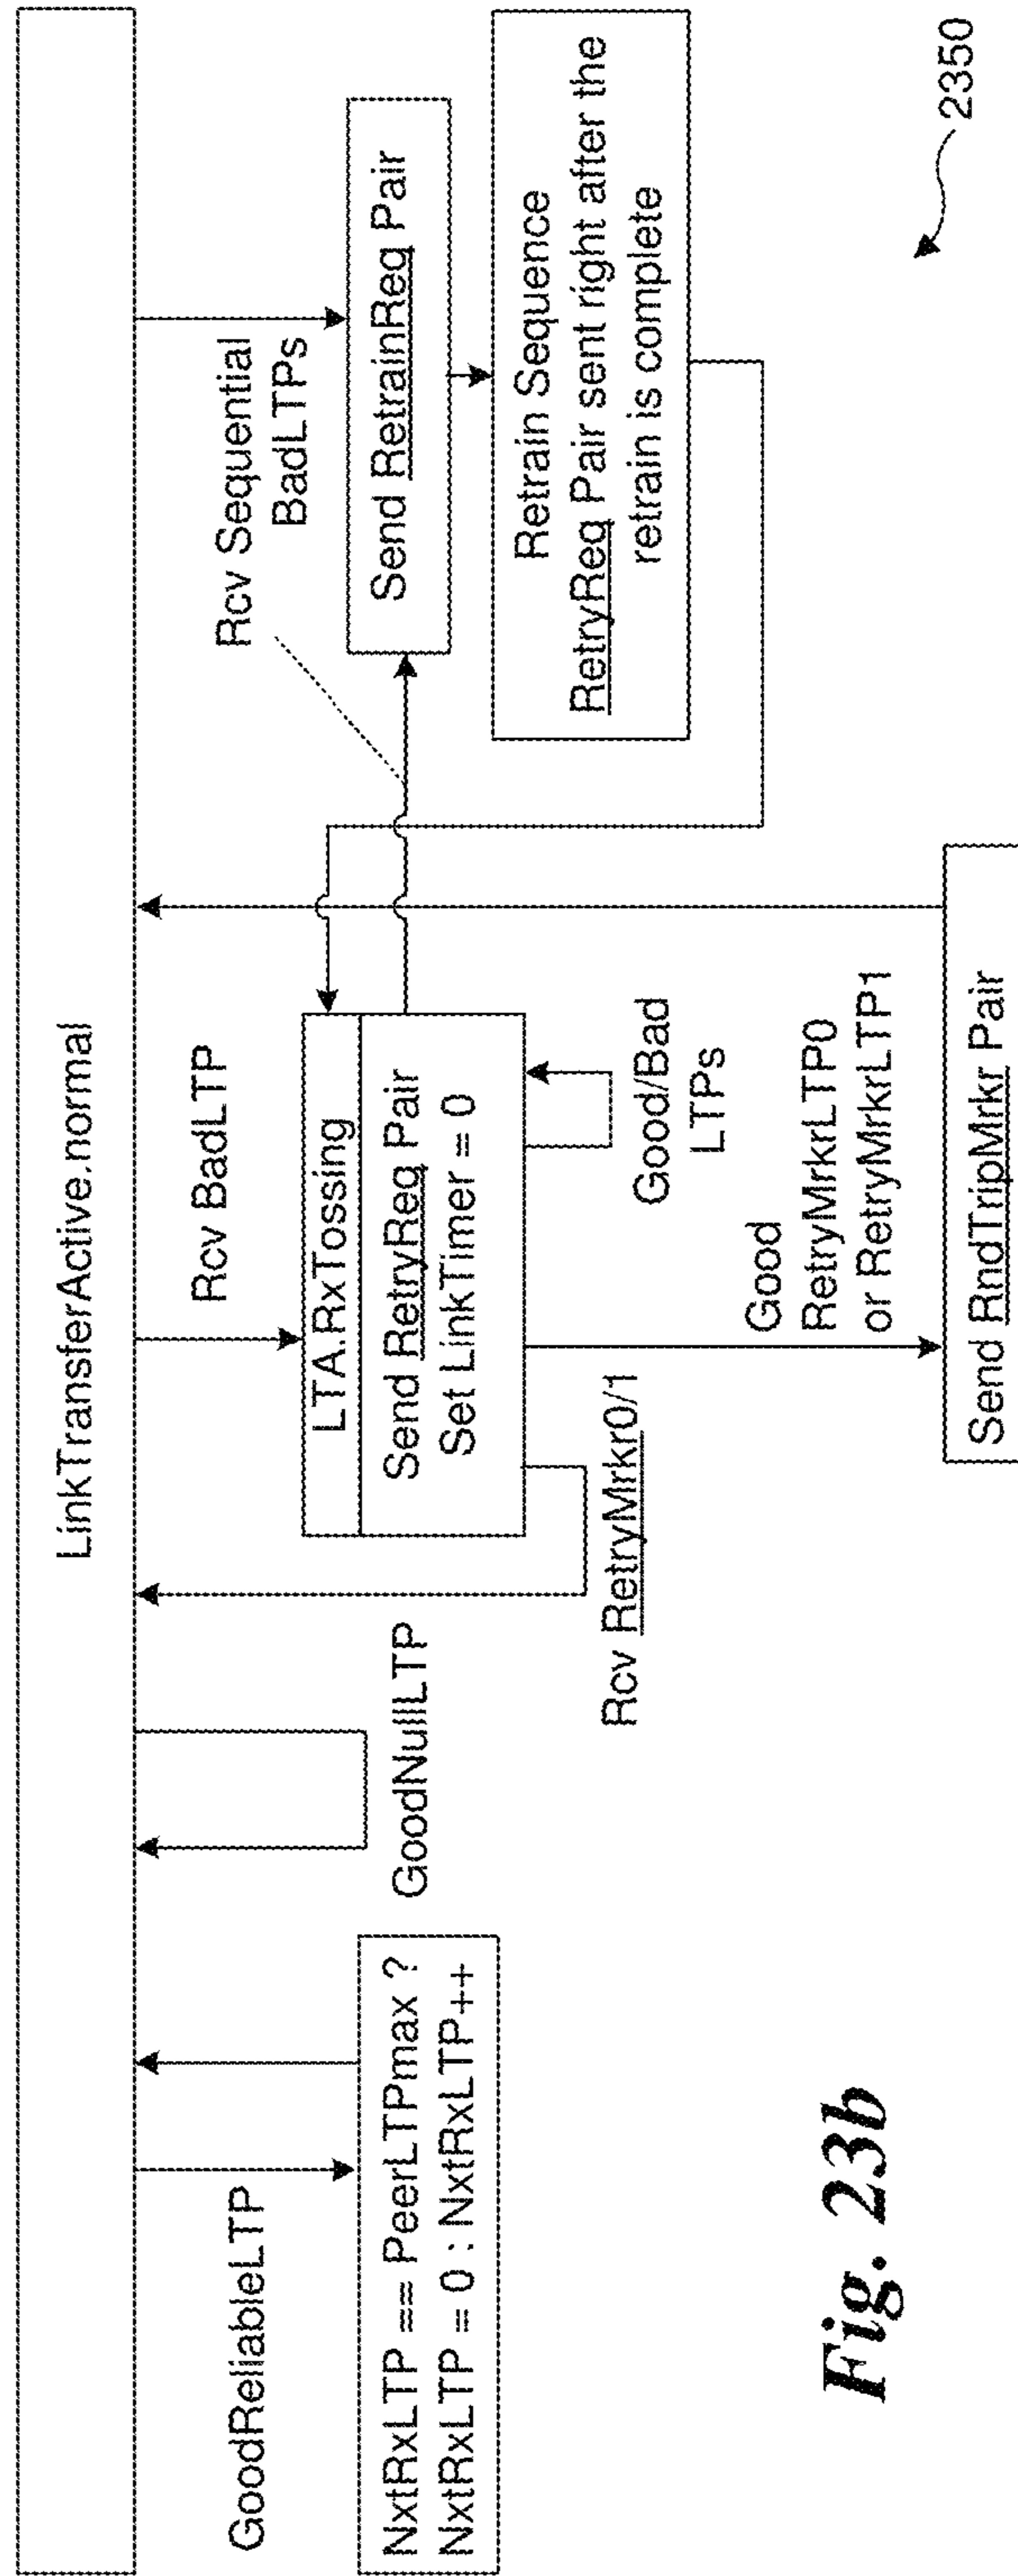 LinkTransferActive.normal
GoodReliableLTP
NxtRxLTP == PeerLTPmax ?
NxtRxLTP = 0 : NxtRxLTP++
GoodNullLTP
Rcv BadLTP
LTA.RxTossing
Send RetryReq Pair
Set LinkTimer = 0
Rcv RetryMrkr0/1
Good/Bad
LTPs
Good
RetryMrkrLTP0
or RetryMrkrLTP1
Send RndTripMrkr Pair
Rcv Sequential
BadLTPs
Send RetrainReq Pair
Retrain Sequence
RetryReq Pair sent right after the
retrain is complete
2350
Fig. 23b